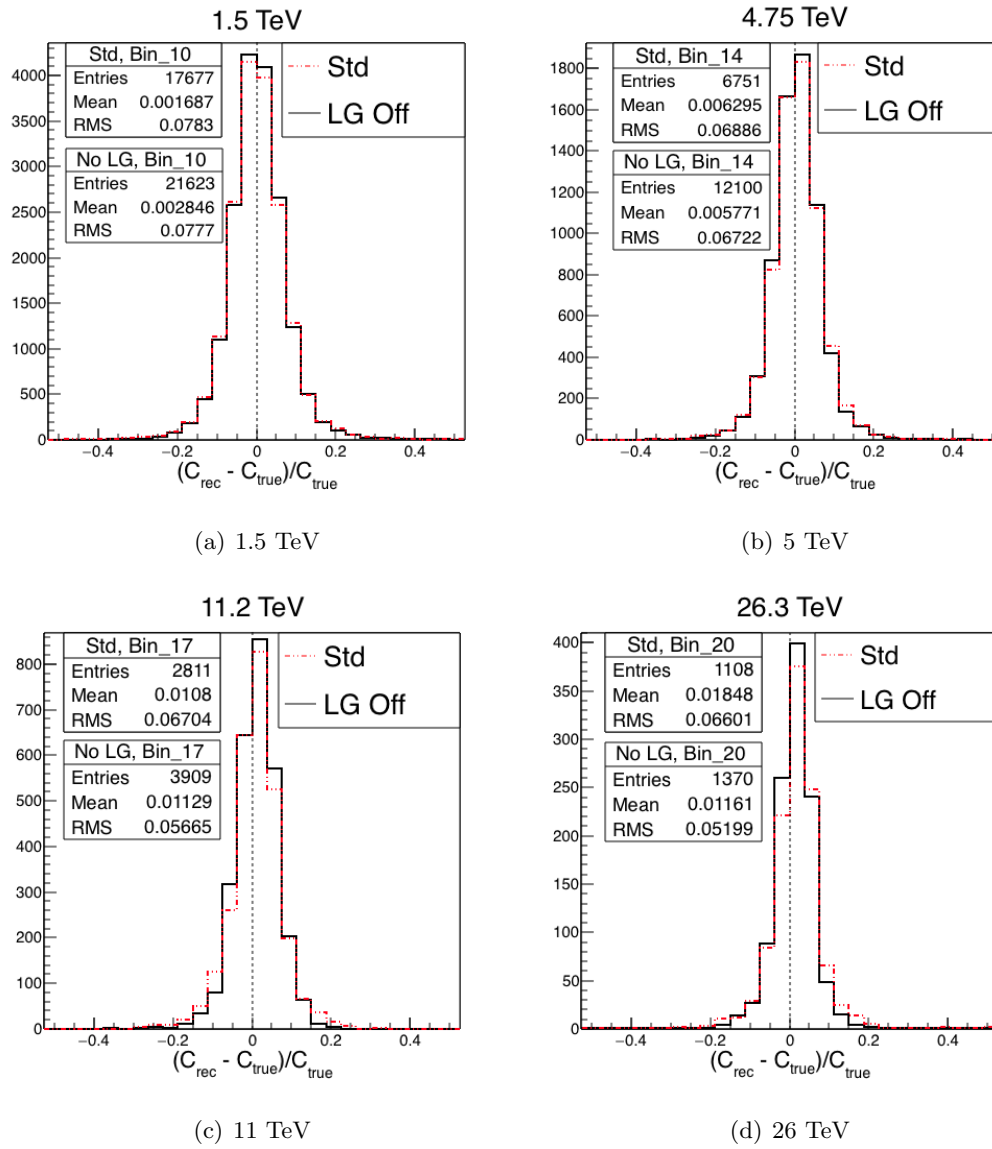 1.5 TeV
Std, Bin_10
Entries 17677
Mean 0.001687
RMS 0.0783
No LG, Bin_10
Entries 21623
Mean 0.002846
RMS 0.0777
Std
LG Off
4000
3500
3000
2500
2000
1500
1000
500
0
−0.4 −0.2 0 0.2 0.4
(C_rec - C_true)/C_true
(a) 1.5 TeV
4.75 TeV
Std, Bin_14
Entries 6751
Mean 0.006295
RMS 0.06886
No LG, Bin_14
Entries 12100
Mean 0.005771
RMS 0.06722
Std
LG Off
1800
1600
1400
1200
1000
800
600
400
200
0
−0.4 −0.2 0 0.2 0.4
(C_rec - C_true)/C_true
(b) 5 TeV
11.2 TeV
Std, Bin_17
Entries 2811
Mean 0.0108
RMS 0.06704
No LG, Bin_17
Entries 3909
Mean 0.01129
RMS 0.05665
Std
LG Off
800
700
600
500
400
300
200
100
0
−0.4 −0.2 0 0.2 0.4
(C_rec - C_true)/C_true
(c) 11 TeV
26.3 TeV
Std, Bin_20
Entries 1108
Mean 0.01848
RMS 0.06601
No LG, Bin_20
Entries 1370
Mean 0.01161
RMS 0.05199
Std
LG Off
400
350
300
250
200
150
100
50
0
−0.4 −0.2 0 0.2 0.4
(C_rec - C_true)/C_true
(d) 26 TeV